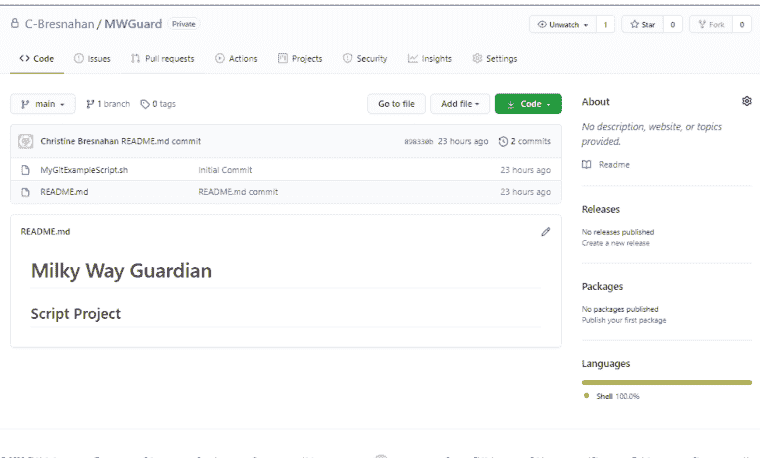 C-Bresnahan / MWGuard Private
Unwatch 1 Star 0 Fork 0
Code Issues Pull requests Actions Projects Security Insights Settings
main 1 branch 0 tags Go to file Add file Code
Christine Bresnahan README.md commit 23 hours ago 2 commits
MyGitExampleScript.sh Initial Commit 23 hours ago
README.md README.md commit 23 hours ago
README.md
Milky Way Guardian
Script Project
About
No description, website, or topics
provided.
Readme
Releases
No releases published
Create a new release
Packages
No packages published
Publish your first package
Languages
Shell 100.0%